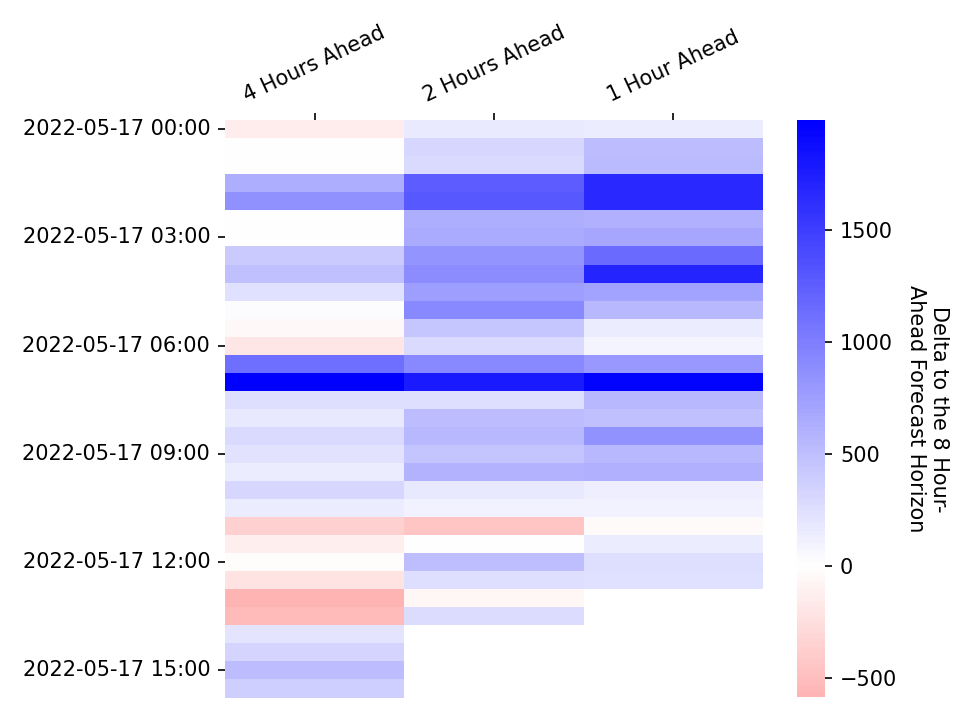 4 Hours Ahead
2 Hours Ahead
1 Hour Ahead
2022-05-17 00:00
2022-05-17 03:00
2022-05-17 06:00
2022-05-17 09:00
2022-05-17 12:00
2022-05-17 15:00
1500
1000
500
0
−500
Delta to the 8 Hour-
Ahead Forecast Horizon